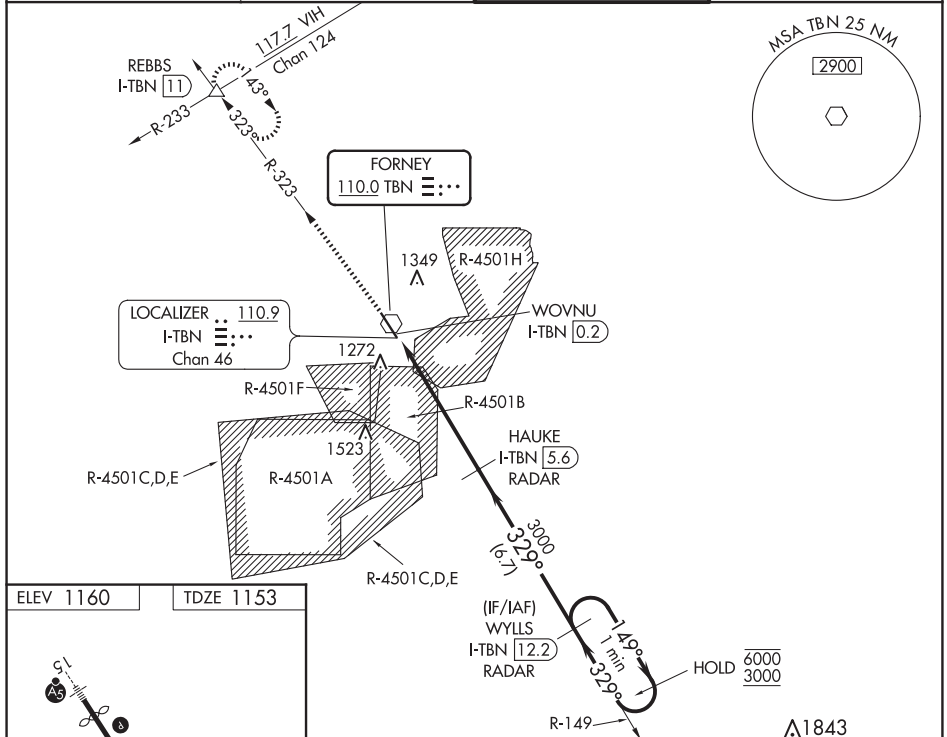 117.7 VIH
Chan 124
REBBS
I-TBN 11
R-233
143°
323°
R-323
MSA TBN 25 NM
2900
FORNEY
110.0 TBN
1349
R-4501H
LOCALIZER 110.9
I-TBN
Chan 46
WOVNU
I-TBN 0.2
1272
R-4501F
R-4501B
1523
HAUKE
I-TBN 5.6
RADAR
R-4501C,D,E
R-4501A
3000
329°
(6.7)
R-4501C,D,E
(IF/IAF)
WYLLS
I-TBN 12.2
RADAR
149°
1 min
329°
HOLD 6000
3000
R-149
1843
ELEV 1160
TDZE 1153
15
A5